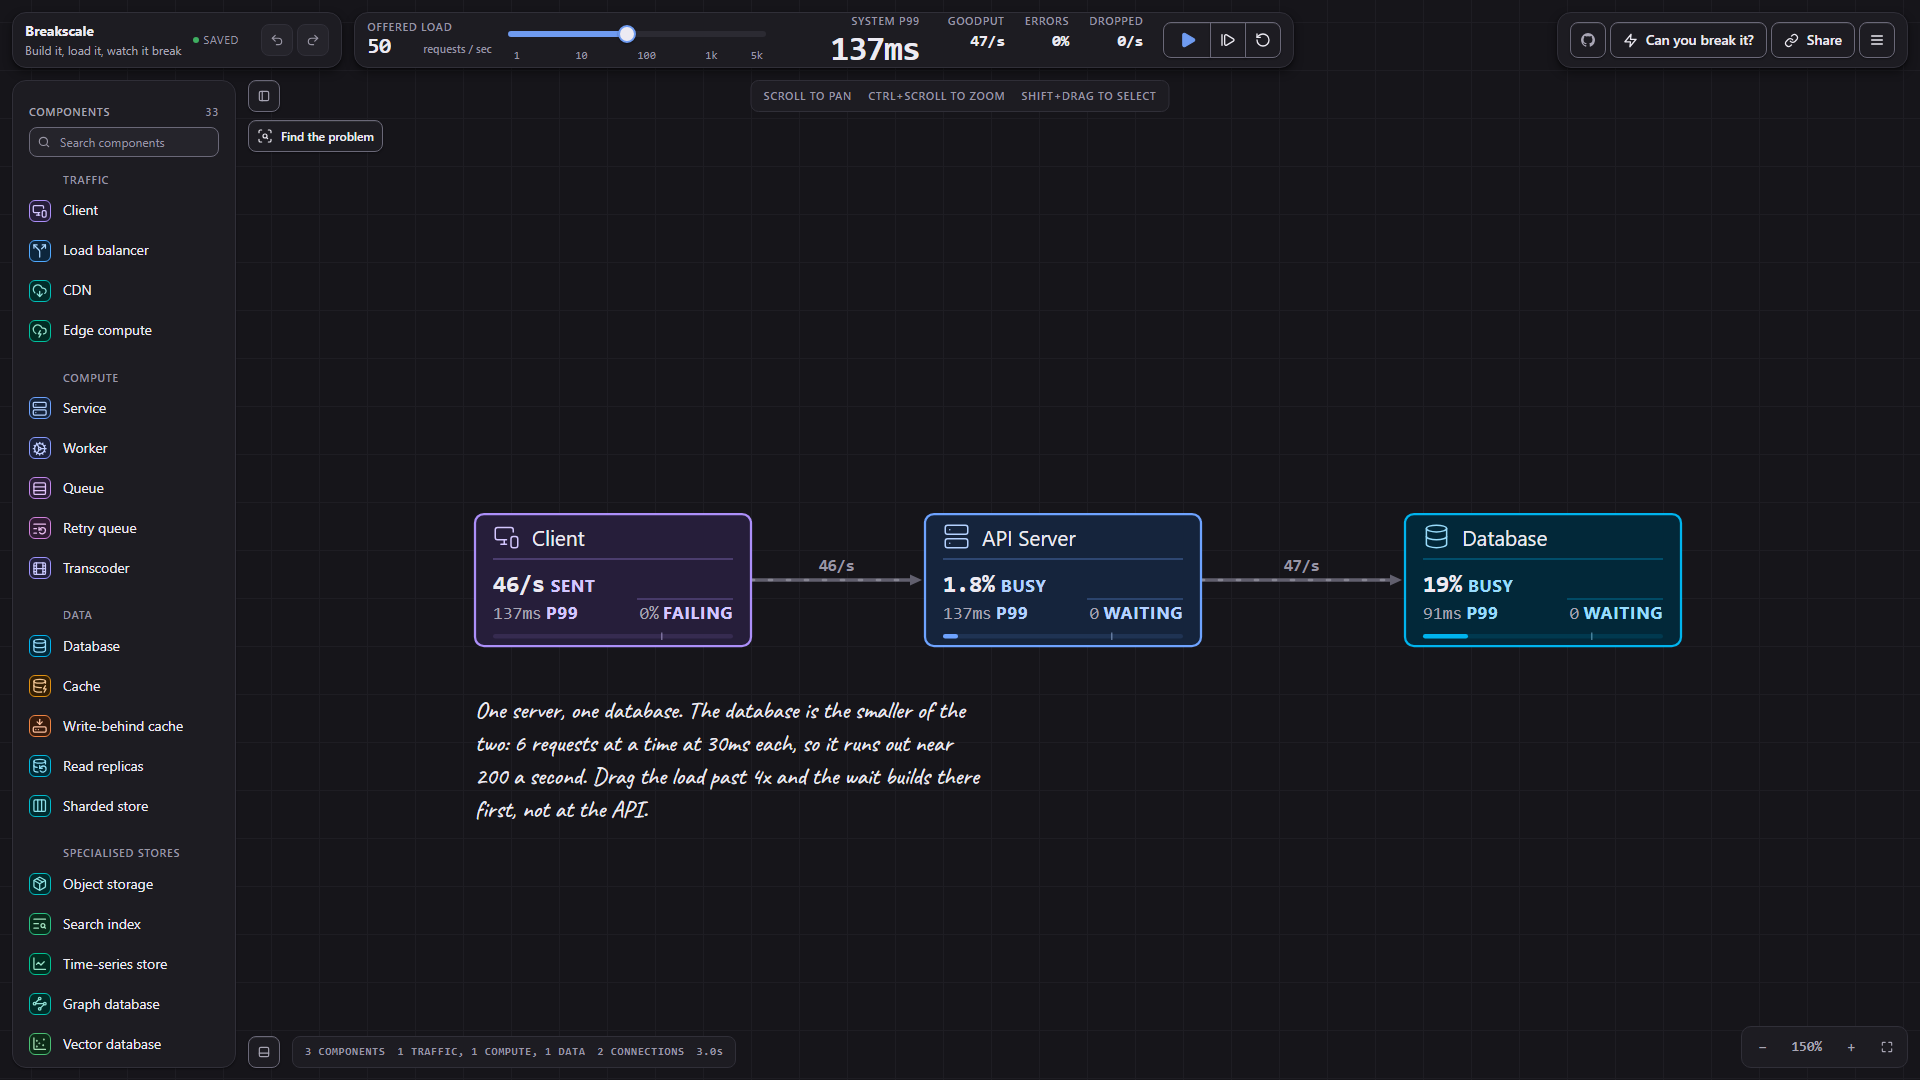 Breakscale
Build it, load it, watch it break
SAVED
OFFERED LOAD
50
requests / sec
1 10 100 1k 5k
SYSTEM P99
137ms
GOODPUT
47/s
ERRORS
0%
DROPPED
0/s
Can you break it?
Share
COMPONENTS 33
Search components
TRAFFIC
Client
Load balancer
CDN
Edge compute
COMPUTE
Service
Worker
Queue
Retry queue
Transcoder
DATA
Database
Cache
Write-behind cache
Read replicas
Sharded store
SPECIALISED STORES
Object storage
Search index
Time-series store
Graph database
Vector database
SCROLL TO PAN CTRL+SCROLL TO ZOOM SHIFT+DRAG TO SELECT
Find the problem
Client
46/s SENT
137ms P99 0% FAILING
46/s
API Server
1.8% BUSY
137ms P99 0 WAITING
47/s
Database
19% BUSY
91ms P99 0 WAITING
One server, one database. The database is the smaller of the
two: 6 requests at a time at 30ms each, so it runs out near
200 a second. Drag the load past 4x and the wait builds there
first, not at the API.
3 COMPONENTS 1 TRAFFIC, 1 COMPUTE, 1 DATA 2 CONNECTIONS 3.0s
− 150% +